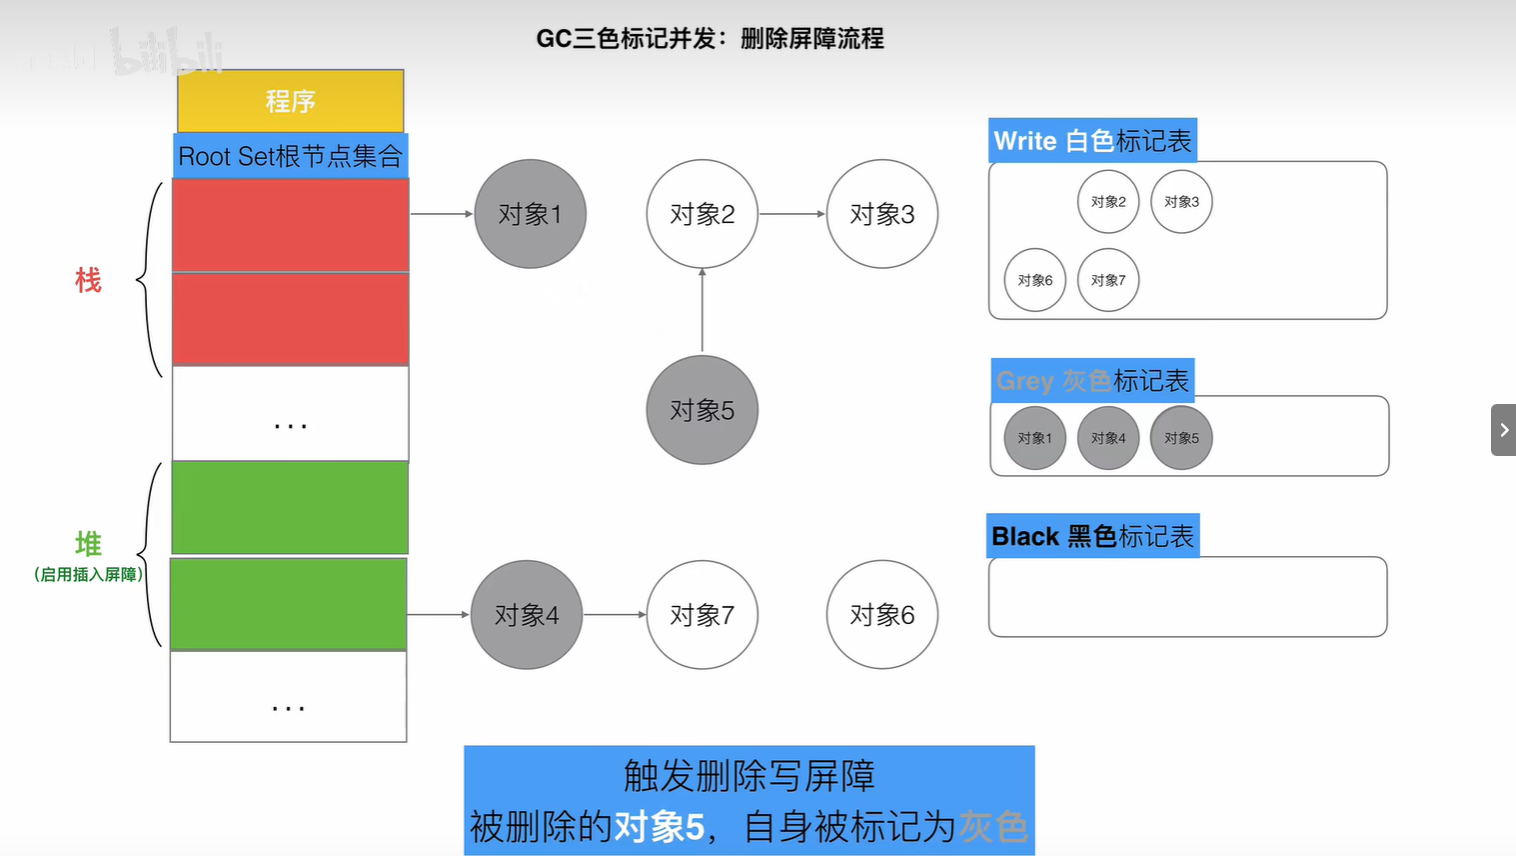 GC三色标记并发：删除屏障流程
bilibili
程序
Root Set根节点集合
栈
...
堆
（启用插入屏障）
...
对象1
对象2
对象3
对象5
对象4
对象7
对象6
Write 白色标记表
对象2
对象3
对象6
对象7
Grey 灰色标记表
对象1
对象4
对象5
Black 黑色标记表
触发删除写屏障
被删除的对象5，自身被标记为灰色